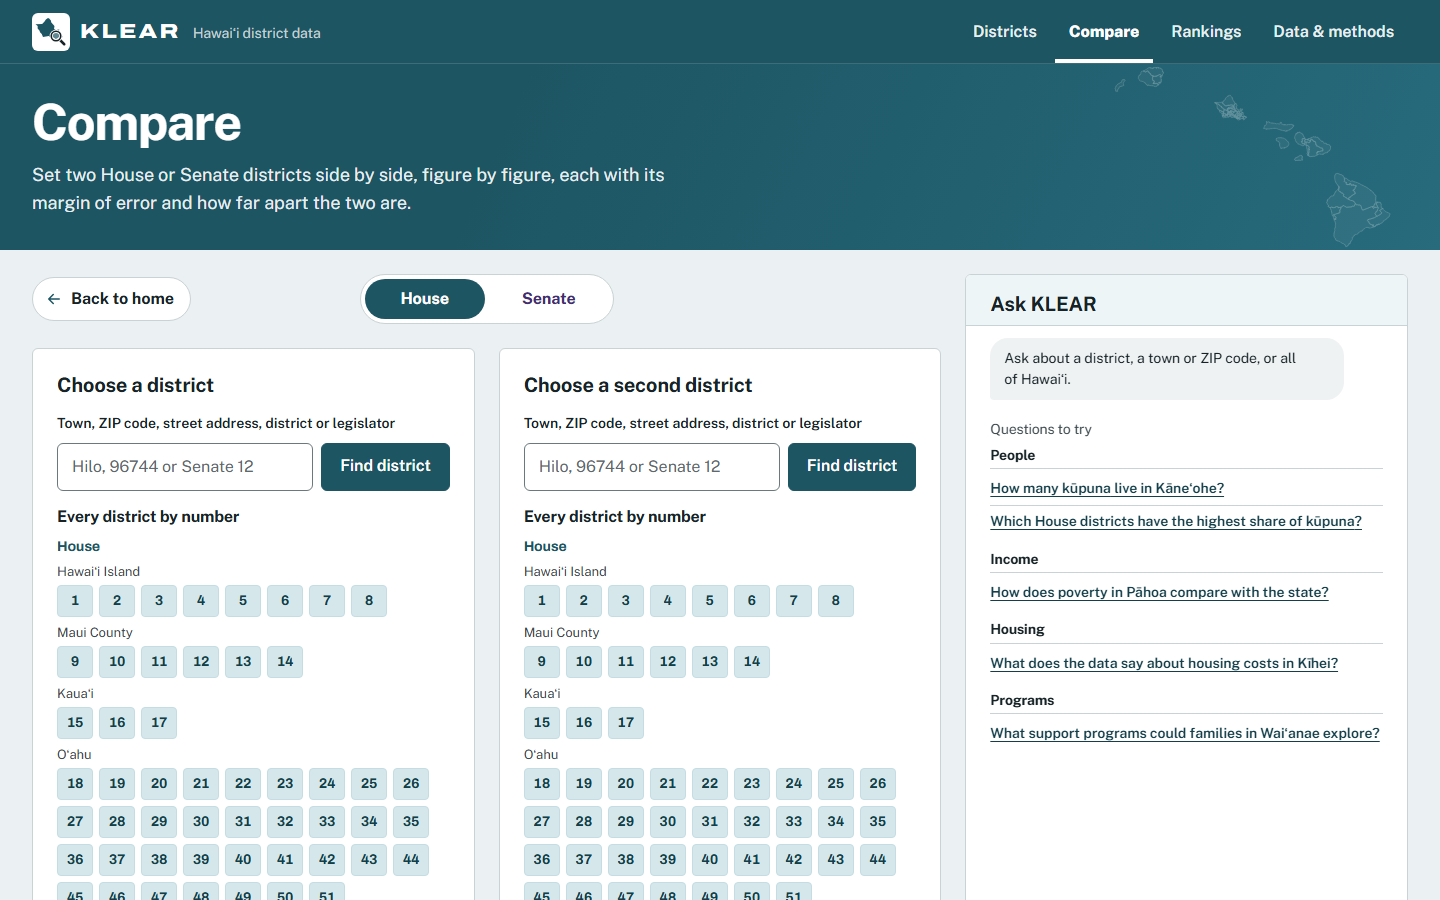 KLEAR
Hawaiʻi district data
Districts
Compare
Rankings
Data & methods
Compare
Set two House or Senate districts side by side, figure by figure, each with its
margin of error and how far apart the two are.
Back to home
House
Senate
Choose a district
Town, ZIP code, street address, district or legislator
Hilo, 96744 or Senate 12
Find district
Every district by number
House
Hawaiʻi Island
1 2 3 4 5 6 7 8
Maui County
9 10 11 12 13 14
Kauaʻi
15 16 17
Oʻahu
18 19 20 21 22 23 24 25 26
27 28 29 30 31 32 33 34 35
36 37 38 39 40 41 42 43 44
45 46 47 48 49 50 51
Choose a second district
Town, ZIP code, street address, district or legislator
Hilo, 96744 or Senate 12
Find district
Every district by number
House
Hawaiʻi Island
1 2 3 4 5 6 7 8
Maui County
9 10 11 12 13 14
Kauaʻi
15 16 17
Oʻahu
18 19 20 21 22 23 24 25 26
27 28 29 30 31 32 33 34 35
36 37 38 39 40 41 42 43 44
45 46 47 48 49 50 51
Ask KLEAR
Ask about a district, a town or ZIP code, or all
of Hawaiʻi.
Questions to try
People
How many kūpuna live in Kāneʻohe?
Which House districts have the highest share of kūpuna?
Income
How does poverty in Pāhoa compare with the state?
Housing
What does the data say about housing costs in Kīhei?
Programs
What support programs could families in Waiʻanae explore?